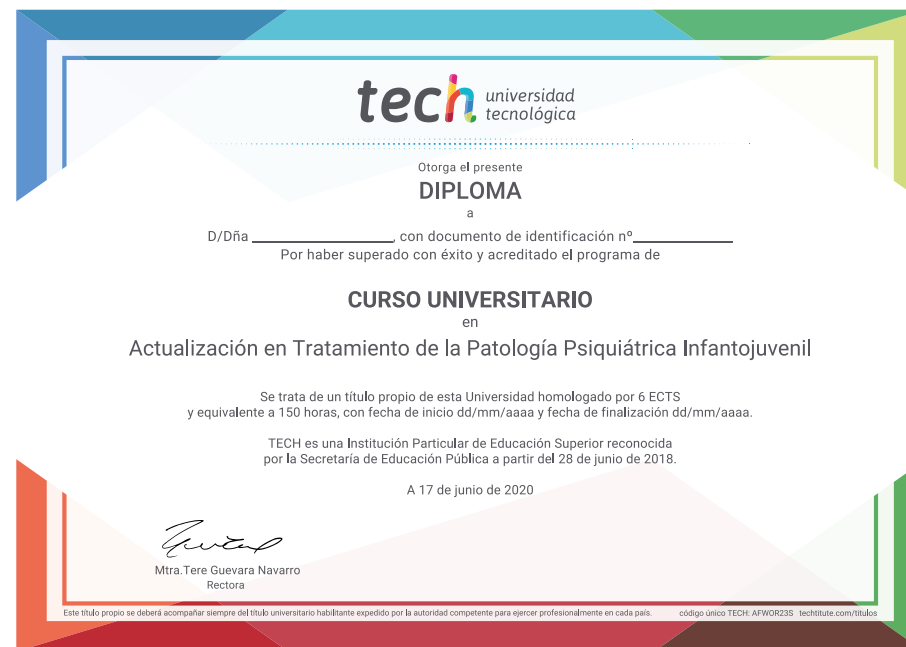 tech universidad
tecnológica
Otorga el presente
DIPLOMA
a
D/Dña ____________, con documento de identificación nº____________
Por haber superado con éxito y acreditado el programa de
CURSO UNIVERSITARIO
en
Actualización en Tratamiento de la Patología Psiquiátrica Infantojuvenil
Se trata de un título propio de esta Universidad homologado por 6 ECTS
y equivalente a 150 horas, con fecha de inicio dd/mm/aaaa y fecha de finalización dd/mm/aaaa.
TECH es una Institución Particular de Educación Superior reconocida
por la Secretaría de Educación Pública a partir del 28 de junio de 2018.
A 17 de junio de 2020
Mtra.Tere Guevara Navarro
Rectora
Este título propio se deberá acompañar siempre del título universitario habilitante expedido por la autoridad competente para ejercer profesionalmente en cada país. código único TECH: AFWOR23S techtitute.com/titulos